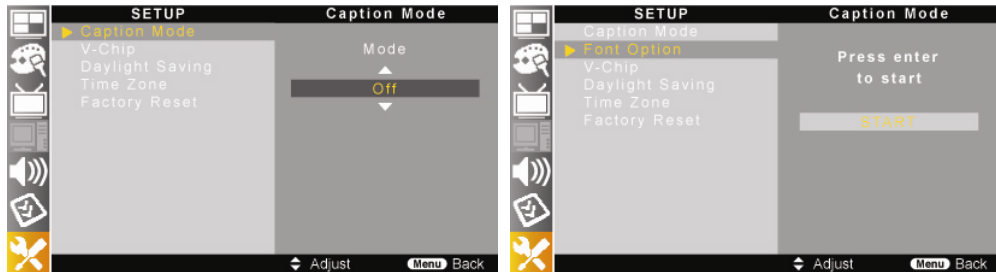 SETUP
Caption Mode
Caption Mode
V-Chip
Daylight Saving
Time Zone
Factory Reset
Mode
Off
Adjust
Menu Back
SETUP
Caption Mode
Caption Mode
Font Option
V-Chip
Daylight Saving
Time Zone
Factory Reset
Press enter
to start
START
Adjust
Menu Back